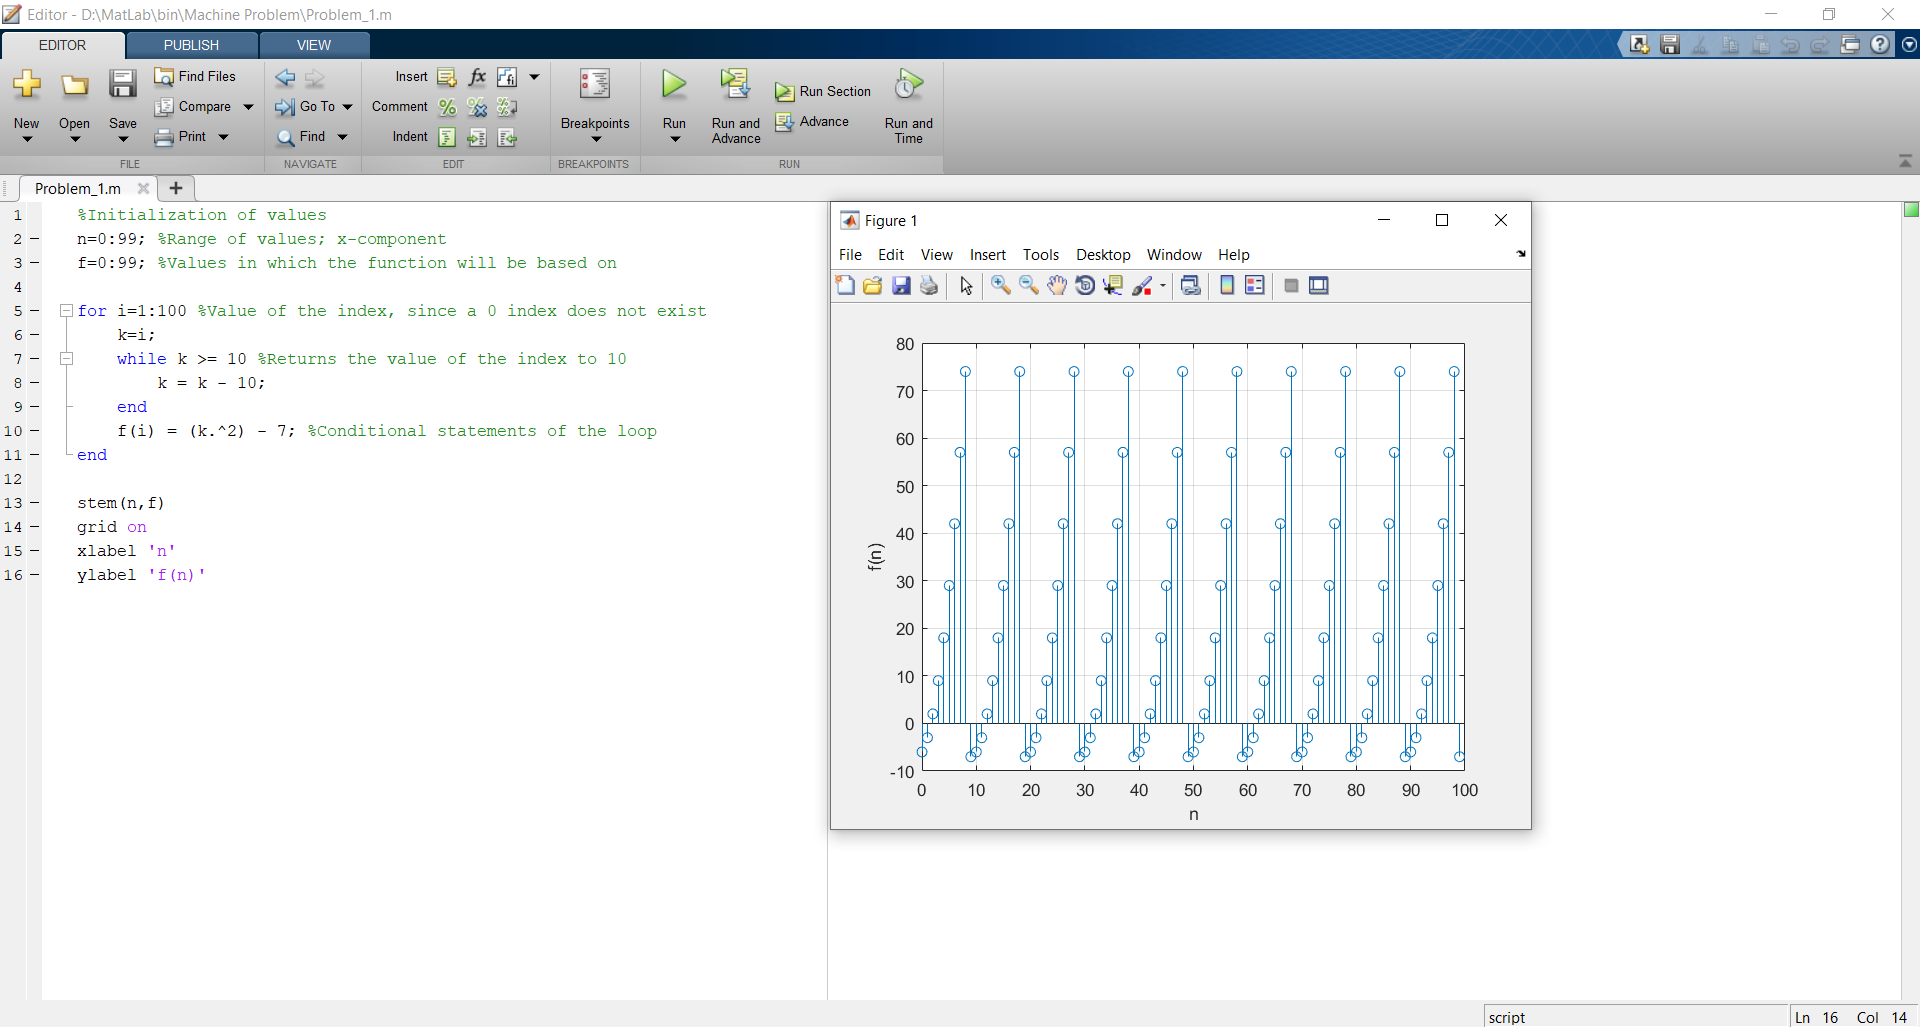 Editor - D:\MatLab\bin\Machine Problem\Problem_1.m
EDITOR PUBLISH VIEW
New Open Save Find Files Compare Print
FILE
Go To Find
NAVIGATE
Insert fx
Comment
Indent
EDIT
Breakpoints
BREAKPOINTS
Run Run and Advance Run Section Advance Run and Time
RUN
Problem_1.m
1 %Initialization of values
2 n=0:99; %Range of values; x-component
3 f=0:99; %Values in which the function will be based on
4
5 for i=1:100 %Value of the index, since a 0 index does not exist
6 k=i;
7 while k >= 10 %Returns the value of the index to 10
8 k = k - 10;
9 end
10 f(i) = (k.^2) - 7; %Conditional statements of the loop
11 end
12
13 stem(n,f)
14 grid on
15 xlabel 'n'
16 ylabel 'f(n)'
Figure 1
File Edit View Insert Tools Desktop Window Help
80
70
60
50
40
30
20
10
0
-10
f(n)
0 10 20 30 40 50 60 70 80 90 100
n
script Ln 16 Col 14